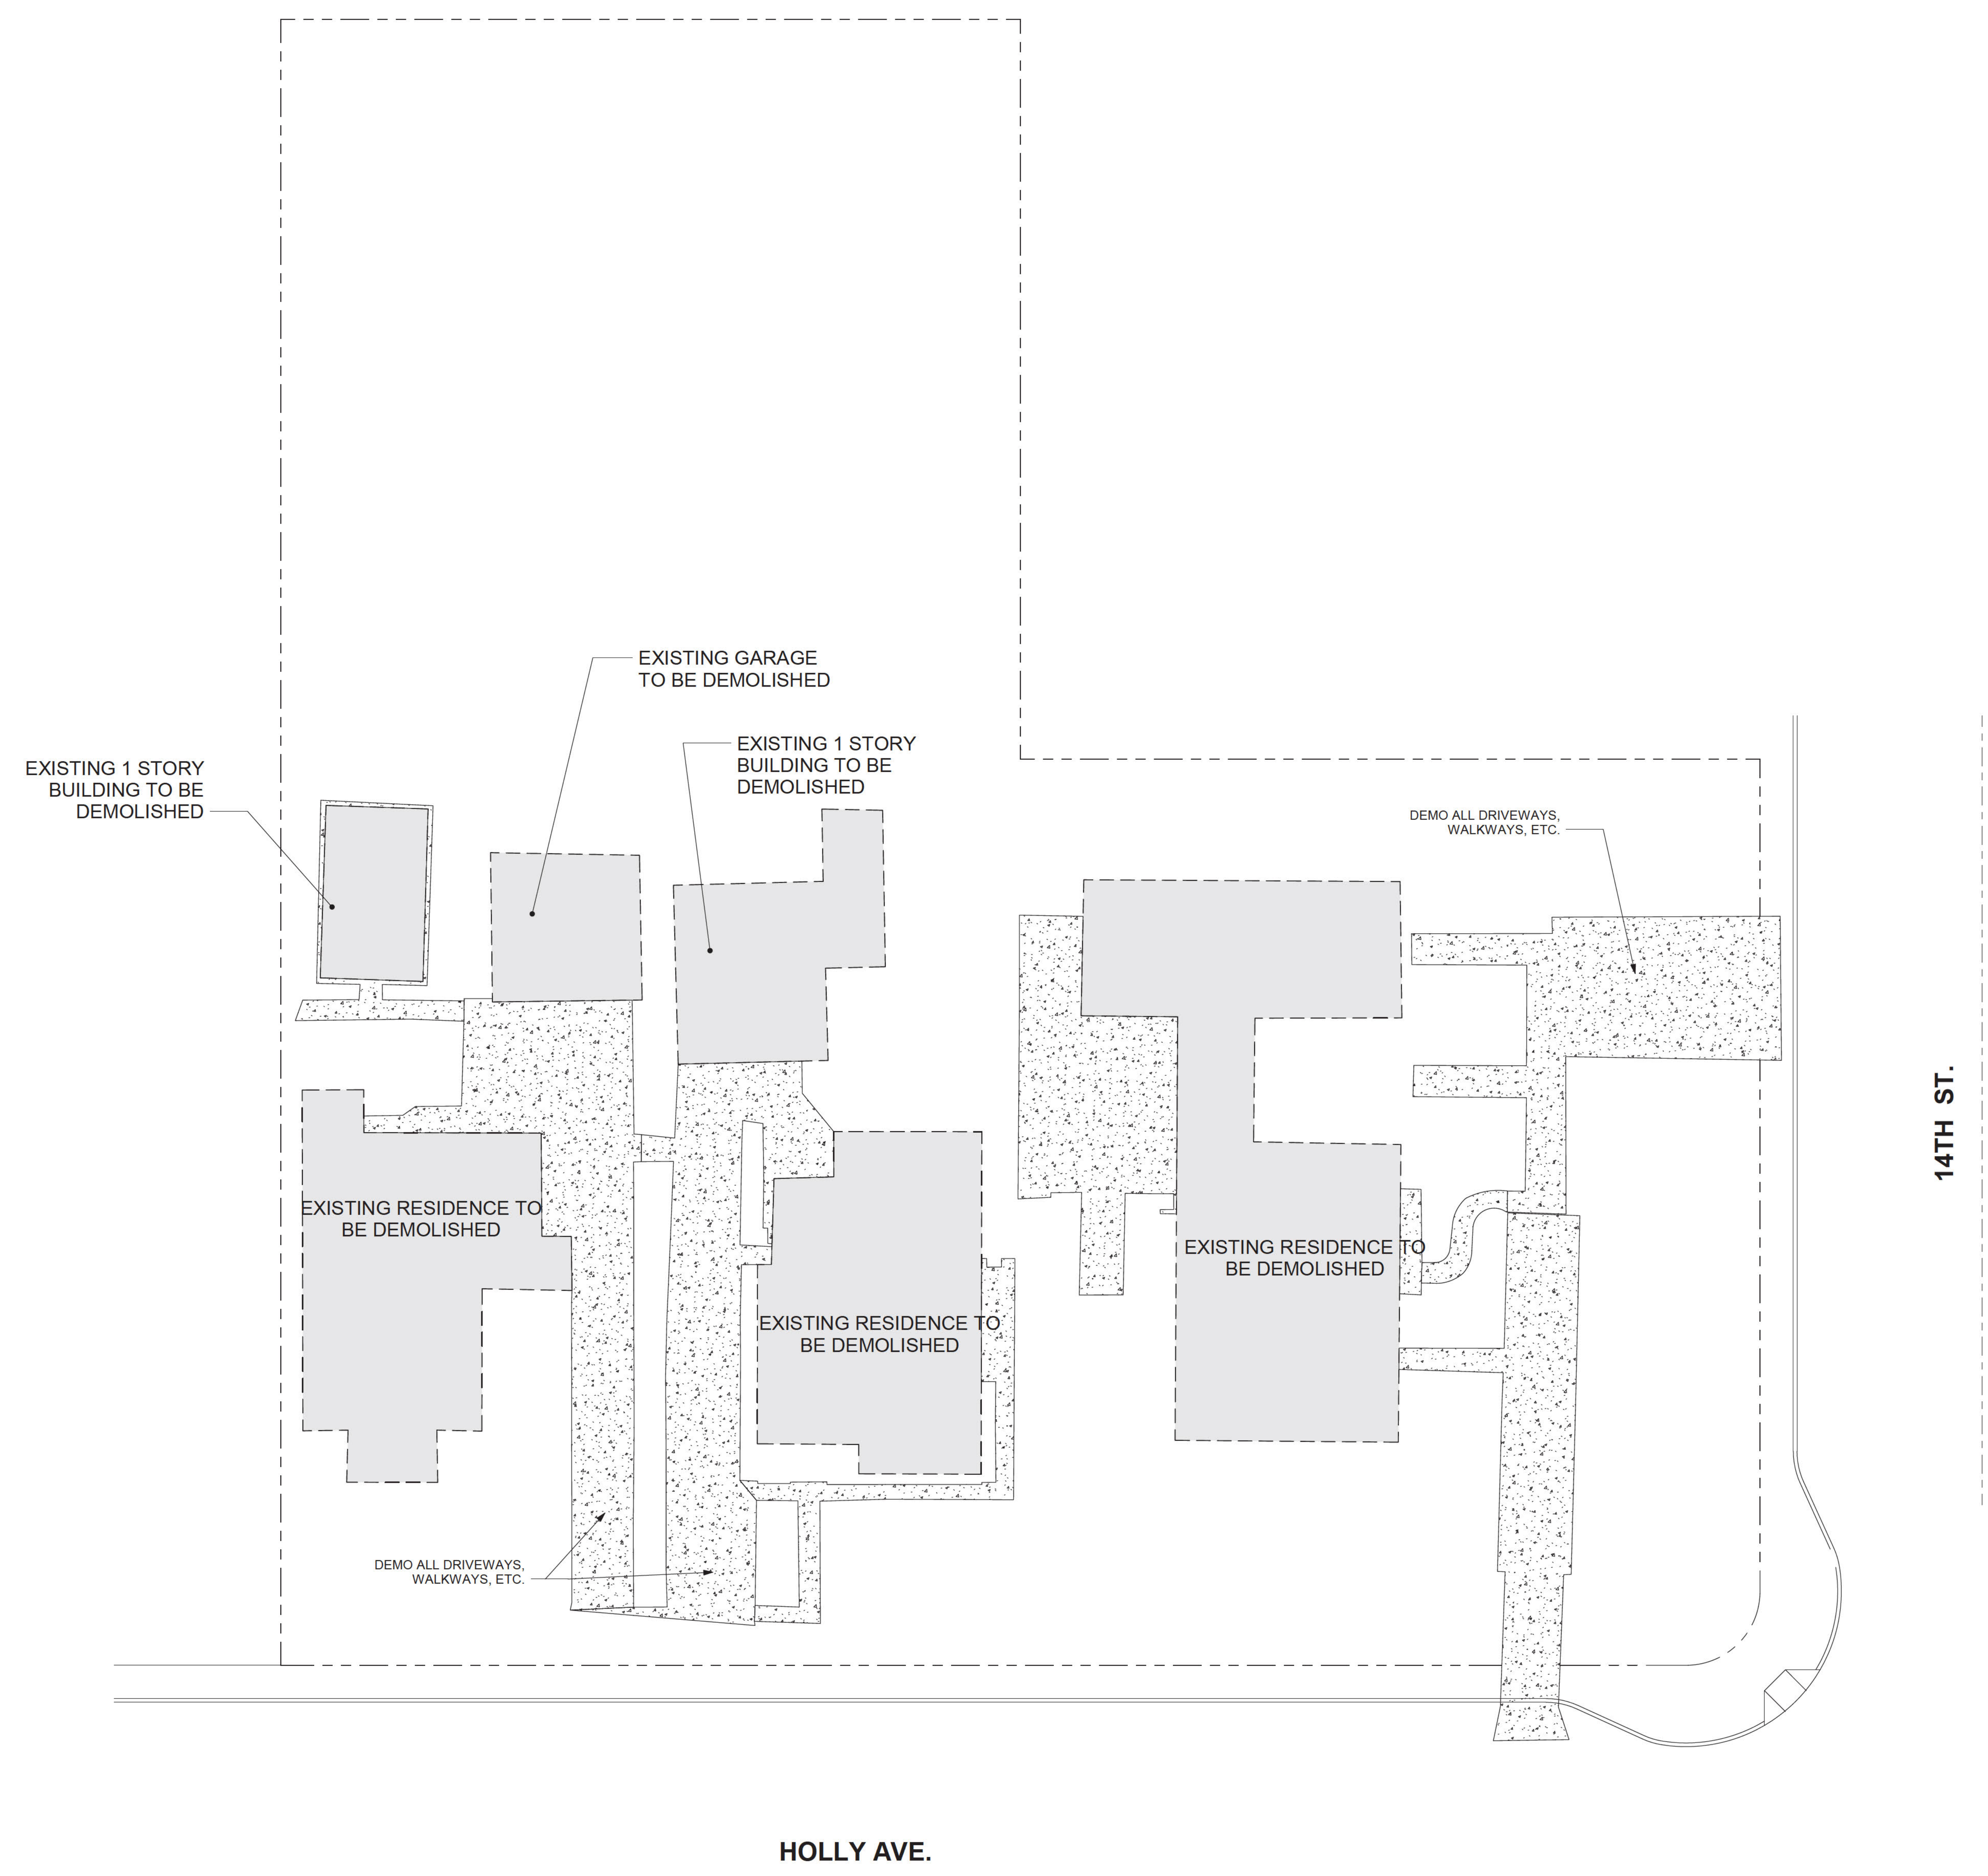 EXISTING GARAGE
TO BE DEMOLISHED
EXISTING 1 STORY
BUILDING TO BE
DEMOLISHED
EXISTING 1 STORY
BUILDING TO BE
DEMOLISHED
DEMO ALL DRIVEWAYS,
WALKWAYS, ETC.
14TH ST.
EXISTING RESIDENCE TO
BE DEMOLISHED
EXISTING RESIDENCE TO
BE DEMOLISHED
EXISTING RESIDENCE TO
BE DEMOLISHED
DEMO ALL DRIVEWAYS,
WALKWAYS, ETC.
HOLLY AVE.